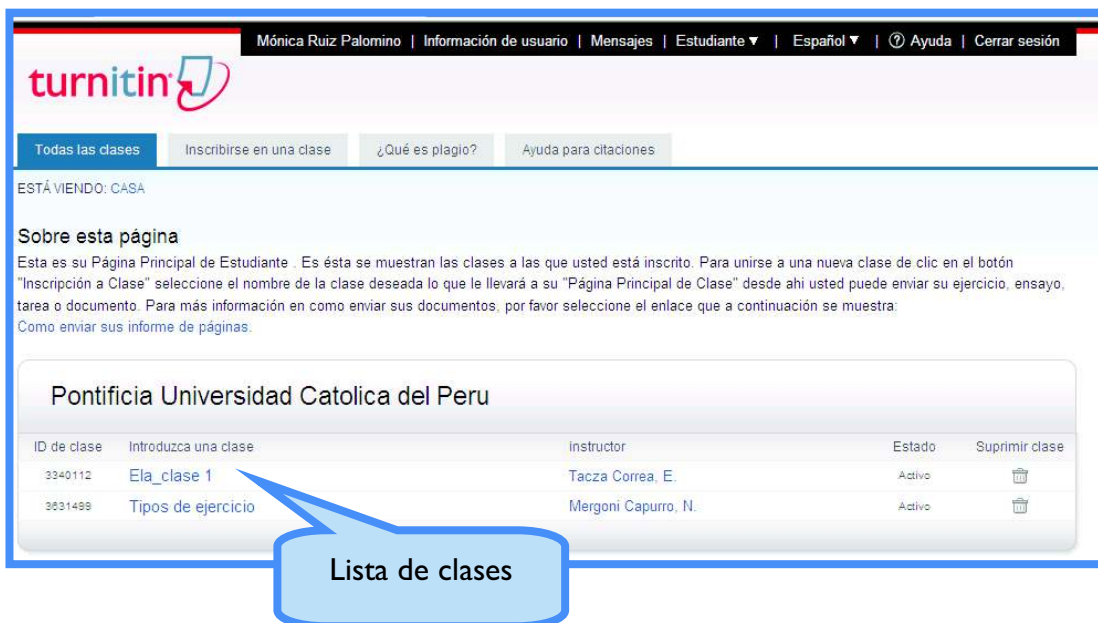 Mónica Ruiz Palomino | Información de usuario | Mensajes | Estudiante ▼ | Español ▼ | ? Ayuda | Cerrar sesión
turnitin
Todas las clases Inscribirse en una clase ¿Qué es plagio? Ayuda para citaciones
ESTÁ VIENDO: CASA
Sobre esta página
Esta es su Página Principal de Estudiante . Es ésta se muestran las clases a las que usted está inscrito. Para unirse a una nueva clase de clic en el botón
"Inscripción a Clase" seleccione el nombre de la clase deseada lo que le llevará a su "Página Principal de Clase" desde ahi usted puede enviar su ejercicio, ensayo,
tarea o documento. Para más información en como enviar sus documentos, por favor seleccione el enlace que a continuación se muestra:
Como enviar sus informe de páginas.
Pontificia Universidad Catolica del Peru
ID de clase Introduzca una clase instructor Estado Suprimir clase
3340112 Ela_clase 1 Tacza Correa, E. Activo
3631499 Tipos de ejercicio Mergoni Capurro, N. Activo
Lista de clases